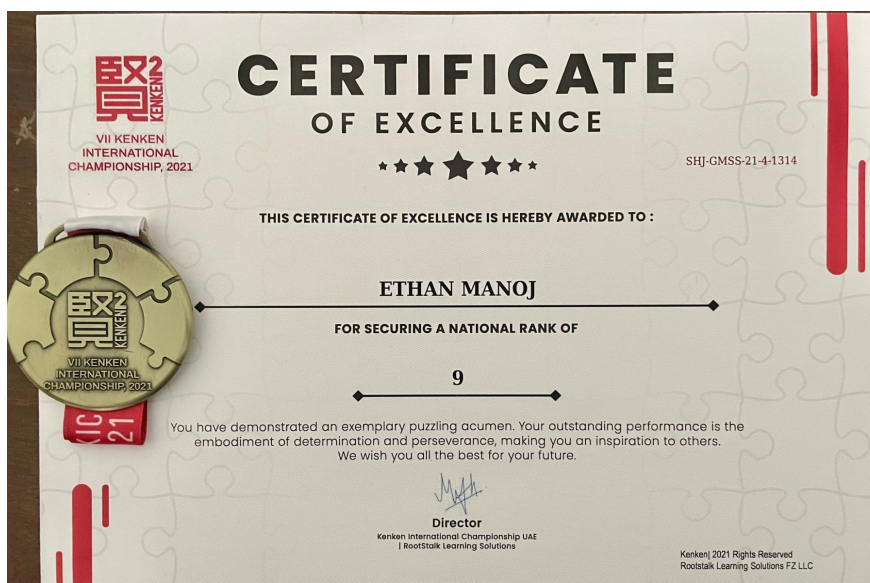 CERTIFICATE
OF EXCELLENCE
賢2
KENKEN
VII KENKEN
INTERNATIONAL
CHAMPIONSHIP, 2021
SHJ-GMSS-21-4-1314
THIS CERTIFICATE OF EXCELLENCE IS HEREBY AWARDED TO :
ETHAN MANOJ
FOR SECURING A NATIONAL RANK OF
9
賢2
KENKEN
VII KENKEN
INTERNATIONAL
CHAMPIONSHIP, 2021
KIC
21
You have demonstrated an exemplary puzzling acumen. Your outstanding performance is the
embodiment of determination and perseverance, making you an inspiration to others.
We wish you all the best for your future.
Director
Kenken International Championship UAE
| RootStalk Learning Solutions
Kenken| 2021 Rights Reserved
Rootstalk Learning Solutions FZ LLC